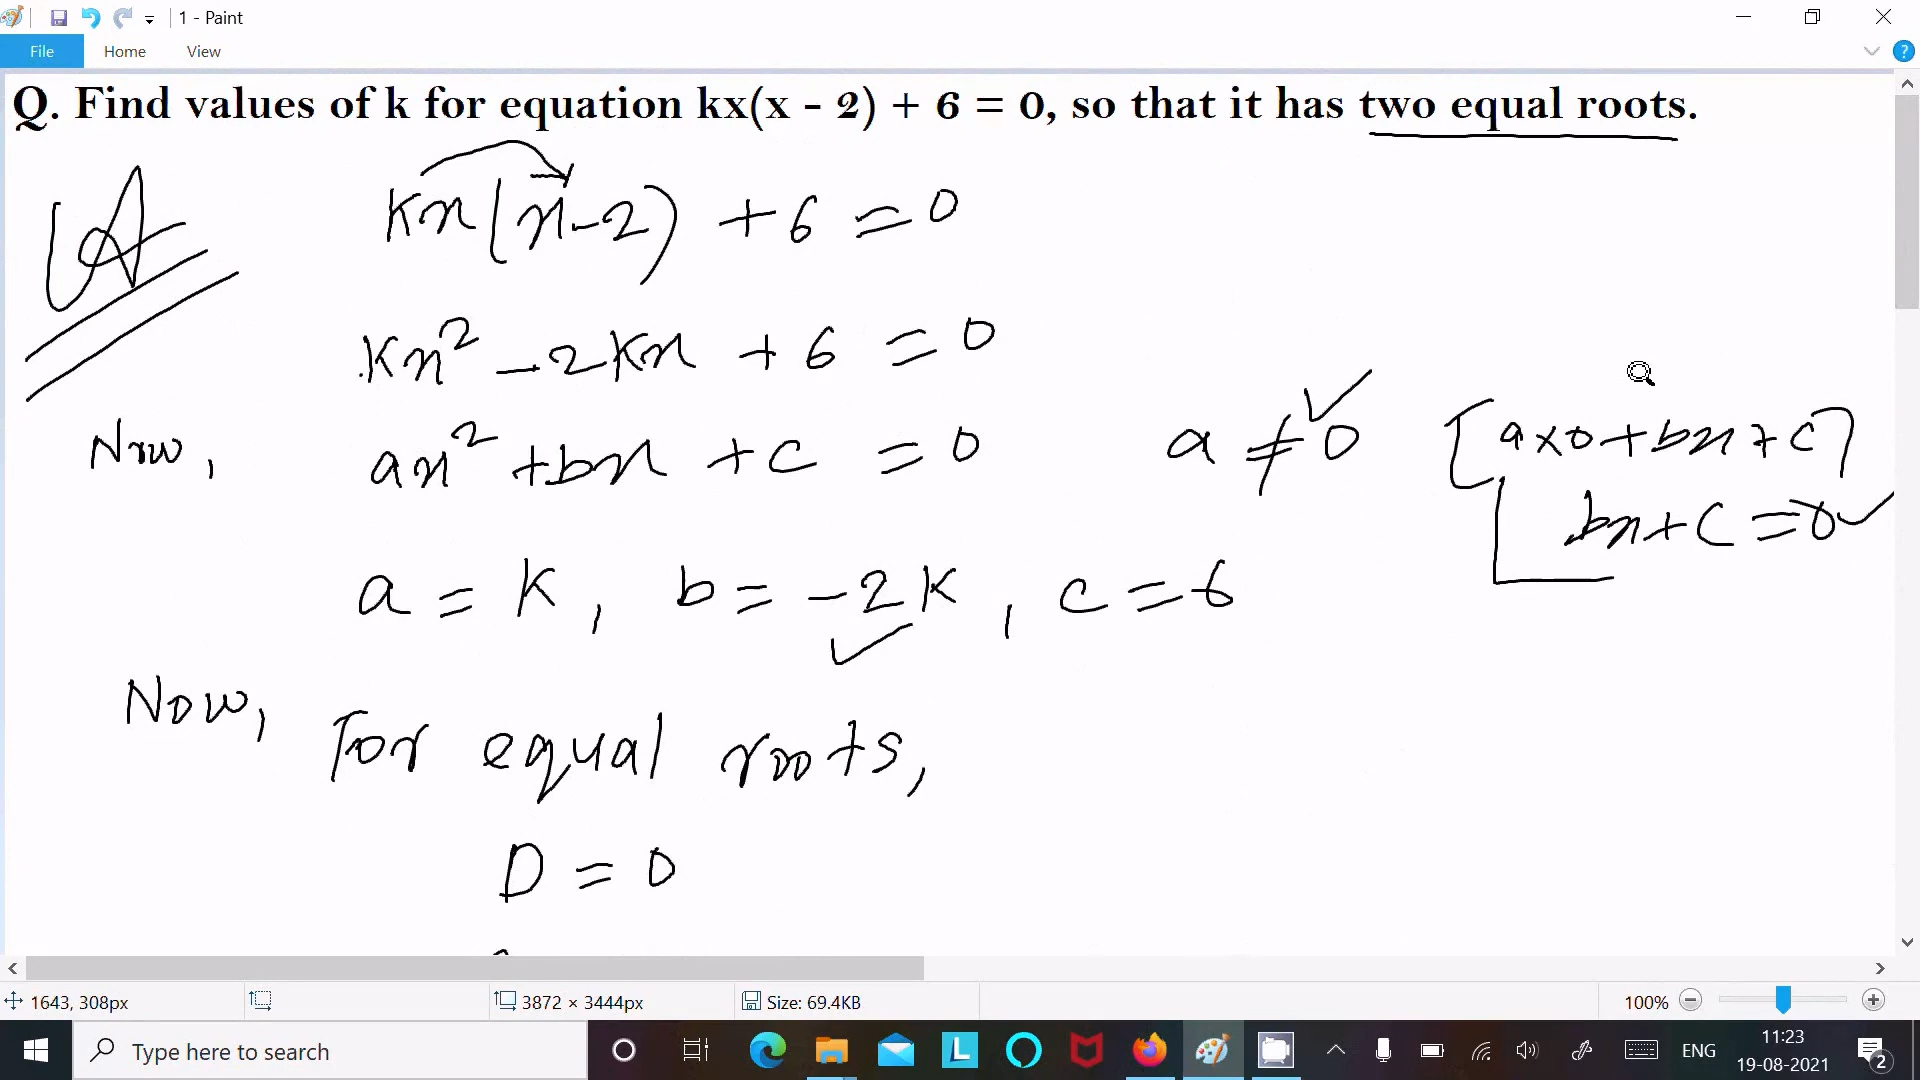 1 - Paint
File Home View
Q. Find values of k for equation kx(x - 2) + 6 = 0, so that it has two equal roots.
A
kx(x-2) + 6 = 0
kx² - 2kx + 6 = 0
Now, ax² + bx + c = 0 a ≠ 0 [a×0+bx+c]
bx+c=0
a = k, b = -2k, c = 6
Now, For equal roots,
D = 0
1643, 308px 3872 × 3444px Size: 69.4KB 100%
Type here to search L ENG 11:23
19-08-2021 2